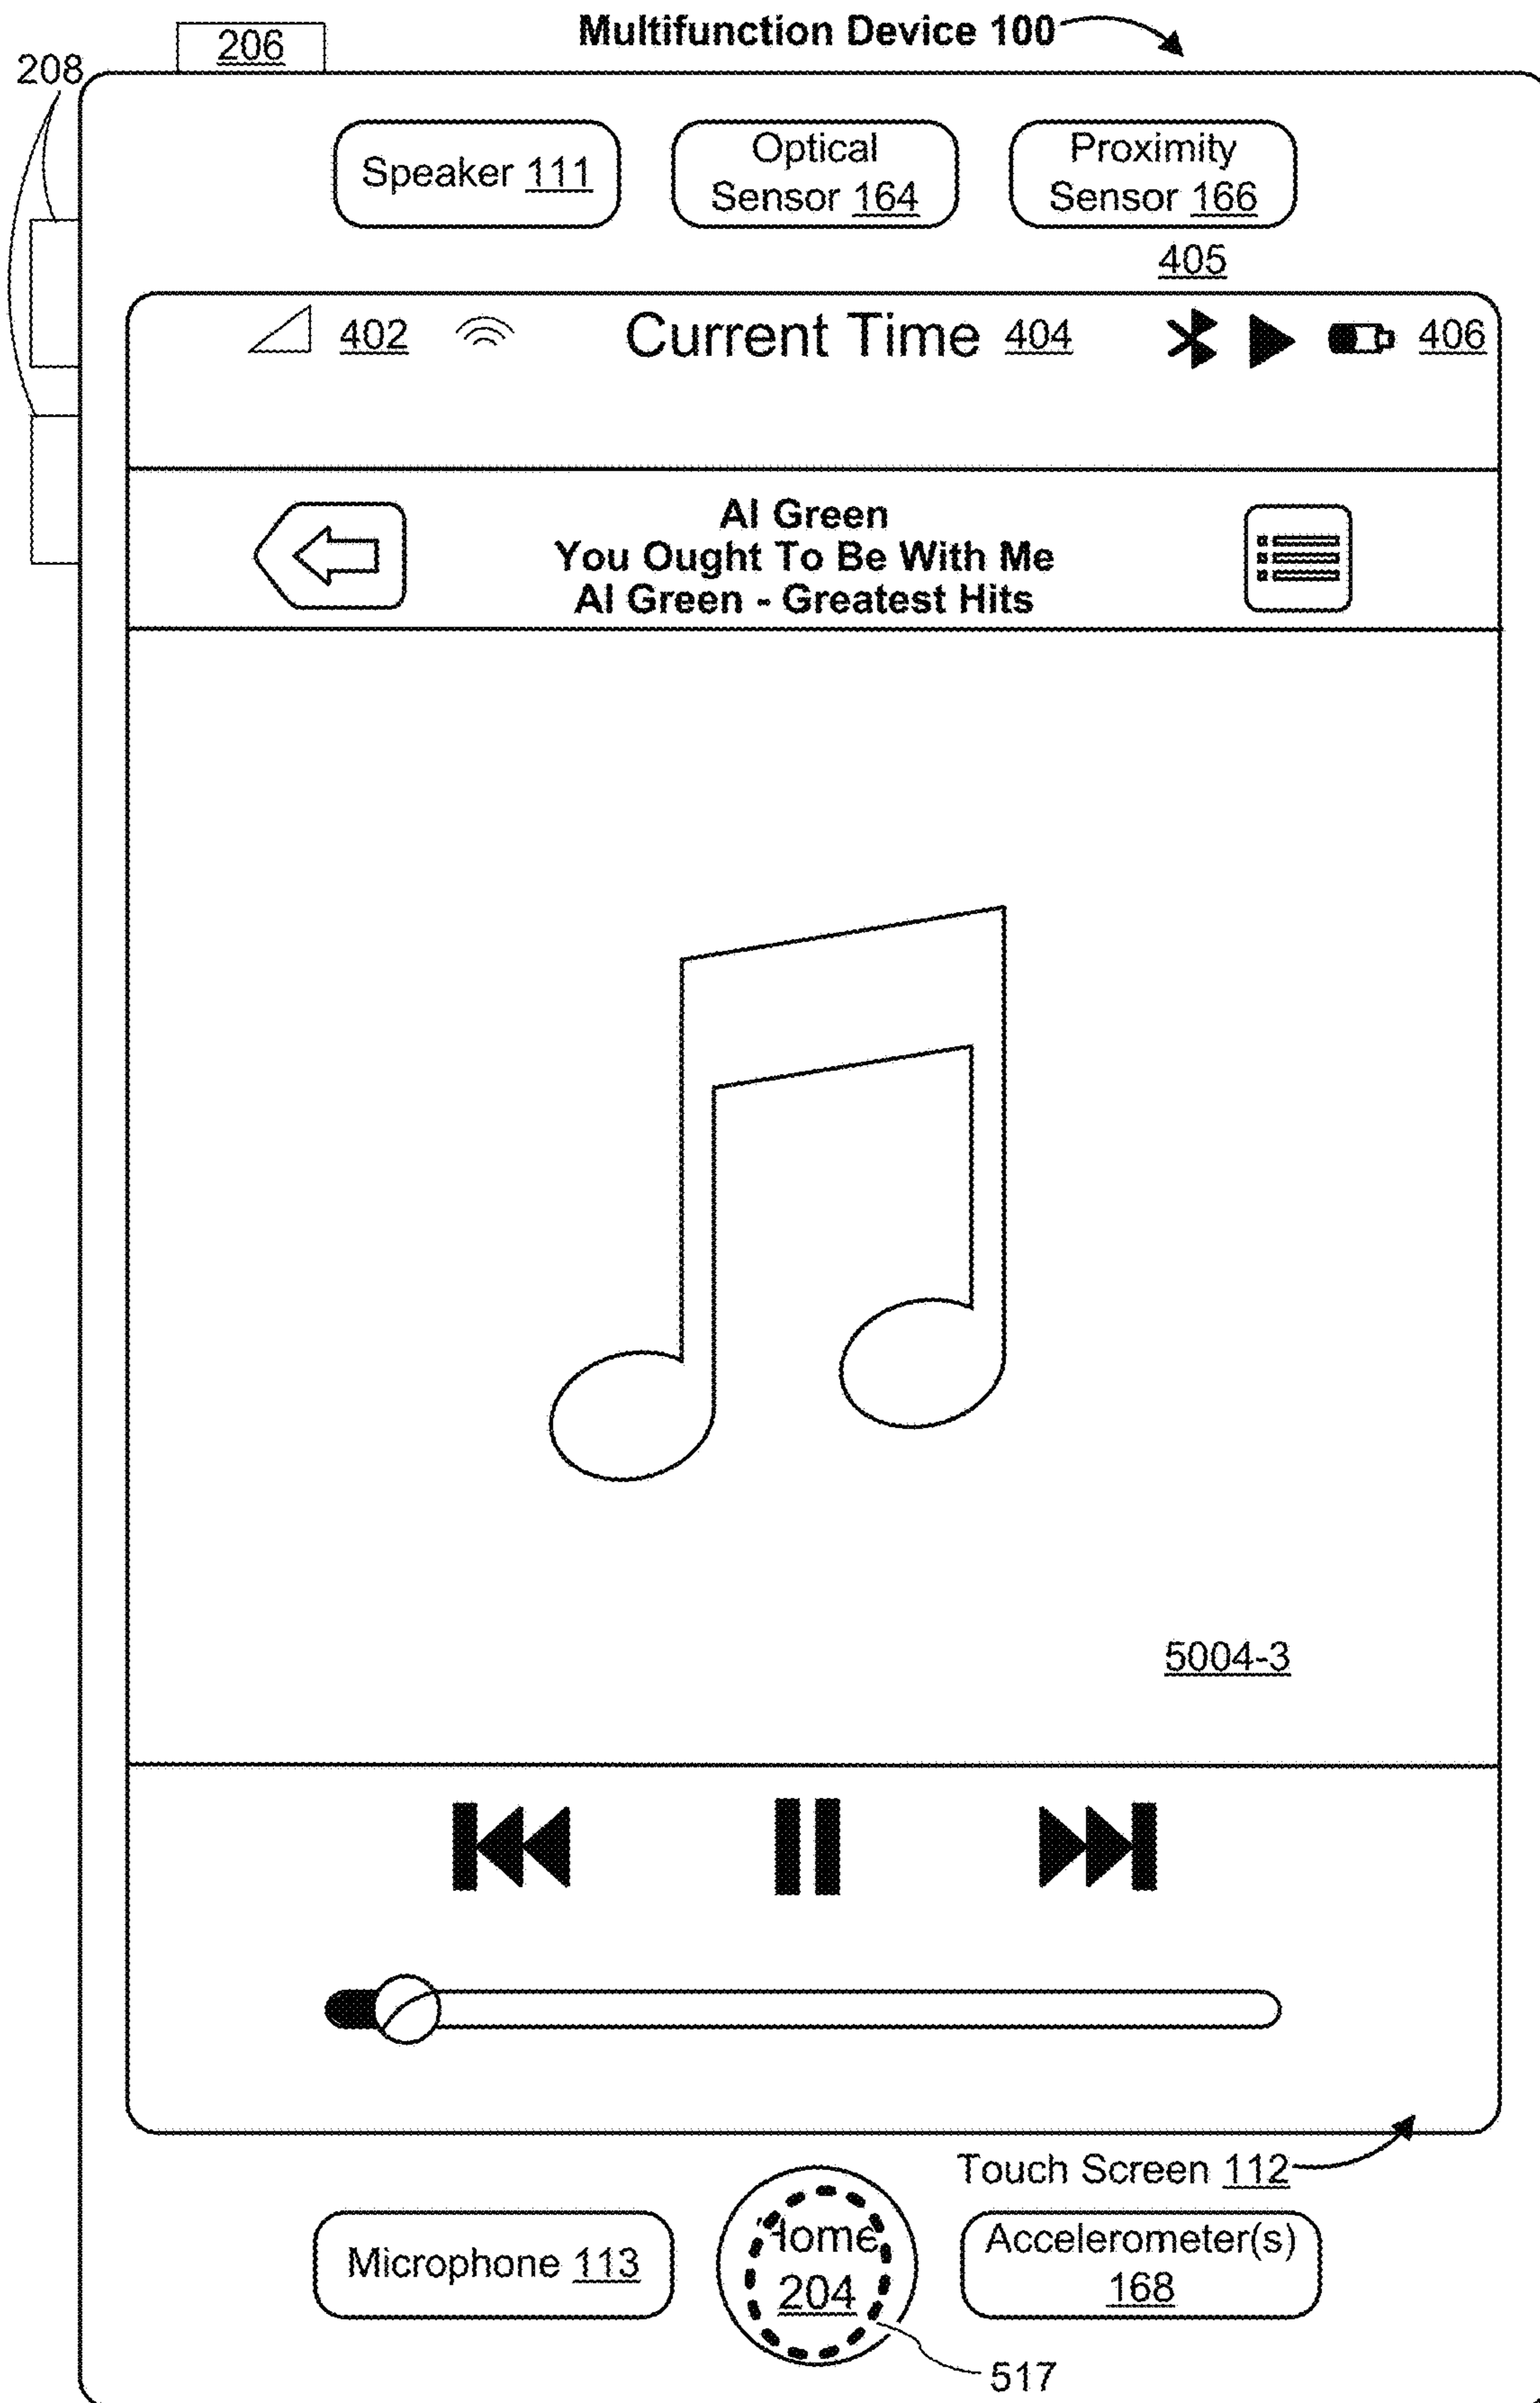 Multifunction Device 100
206
208
Speaker 111
Optical
Sensor 164
Proximity
Sensor 166
405
402
Current Time 404
406
Al Green
You Ought To Be With Me
Al Green - Greatest Hits
5004-3
Touch Screen 112
Microphone 113
Home
204
Accelerometer(s)
168
517